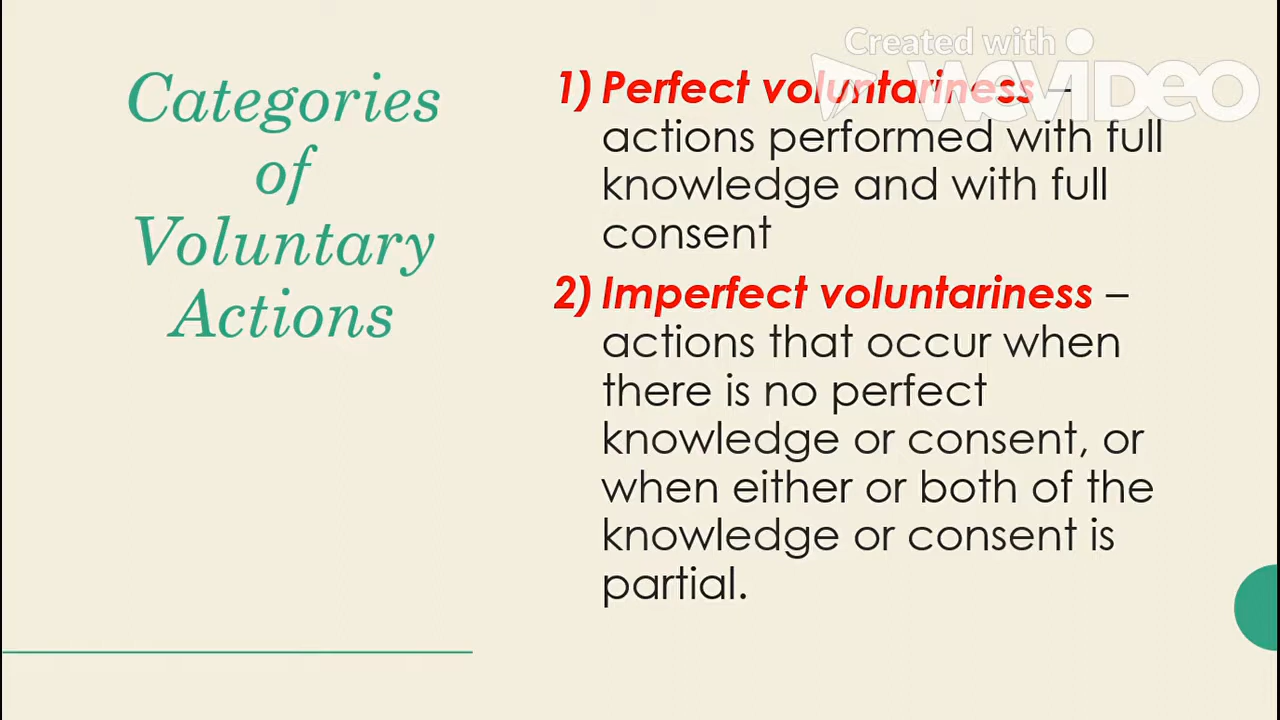 Categories
of
Voluntary
Actions
Created with
WEVIDEO
1) Perfect voluntariness –
actions performed with full
knowledge and with full
consent
2) Imperfect voluntariness –
actions that occur when
there is no perfect
knowledge or consent, or
when either or both of the
knowledge or consent is
partial.